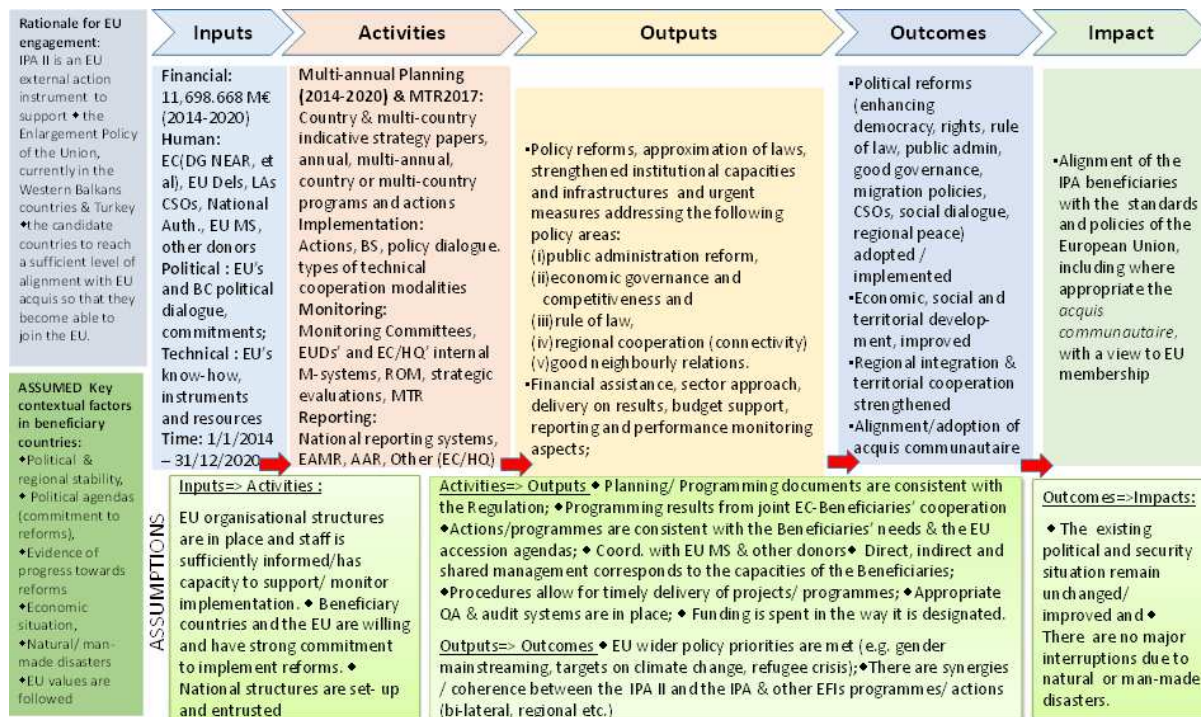 Rationale for EU
engagement:
IPA II is an EU
external action
instrument to
support ◆ the
Enlargement Policy
of the Union,
currently in the
Western Balkans
countries & Turkey
◆the candidate
countries to reach
a sufficient level of
alignment with EU
acquis so that they
become able to
join the EU.
ASSUMED Key
contextual factors
in beneficiary
countries:
◆Political &
regional stability,
◆ Political agendas
(commitment to
reforms),
◆Evidence of
progress towards
reforms
◆Economic
situation,
◆Natural/ man-
made disasters
◆EU values are
followed
Inputs
Financial:
11,698.668 M€
(2014-2020)
Human:
EC(DG NEAR, et
al), EU Dels, LAs
CSOs, National
Auth., EU MS,
other donors
Political : EU's
and BC political
dialogue,
commitments;
Technical : EU's
know-how,
instruments
and resources
Time: 1/1/2014
– 31/12/2020
Activities
Multi-annual Planning
(2014-2020) & MTR2017:
Country & multi-country
indicative strategy papers,
annual, multi-annual,
country or multi-country
programs and actions
Implementation:
Actions, BS, policy dialogue.
types of technical
cooperation modalities
Monitoring:
Monitoring Committees,
EUDs' and EC/HQ' internal
M-systems, ROM, strategic
evaluations, MTR
Reporting:
National reporting systems,
EAMR, AAR, Other (EC/HQ)
Outputs
▪Policy reforms, approximation of laws,
strengthened institutional capacities
and infrastructures and urgent
measures addressing the following
policy areas:
(i)public administration reform,
(ii)economic governance and
competitiveness and
(iii)rule of law,
(iv)regional cooperation (connectivity)
(v)good neighbourly relations.
▪Financial assistance, sector approach,
delivery on results, budget support,
reporting and performance monitoring
aspects;
Outcomes
▪Political reforms
(enhancing
democracy, rights, rule
of law, public admin,
good governance,
migration policies,
CSOs, social dialogue,
regional peace)
adopted /
implemented
▪Economic, social and
territorial develop-
ment, improved
▪Regional integration &
territorial cooperation
strengthened
▪Alignment/adoption of
acquis communautaire
Impact
▪Alignment of the
IPA beneficiaries
with the standards
and policies of the
European Union,
including where
appropriate the
acquis
communautaire,
with a view to EU
membership
ASSUMPTIONS
Inputs=> Activities :
EU organisational structures
are in place and staff is
sufficiently informed/has
capacity to support/ monitor
implementation. ◆ Beneficiary
countries and the EU are willing
and have strong commitment
to implement reforms. ◆
National structures are set- up
and entrusted
Activities=> Outputs ◆ Planning/ Programming documents are consistent with
the Regulation; ◆Programming results from joint EC-Beneficiaries' cooperation
◆Actions/programmes are consistent with the Beneficiaries' needs & the EU
accession agendas; ◆ Coord. with EU MS & other donors◆ Direct, indirect and
shared management corresponds to the capacities of the Beneficiaries;
◆Procedures allow for timely delivery of projects/ programmes; ◆ Appropriate
QA & audit systems are in place; ◆ Funding is spent in the way it is designated.
Outputs=> Outcomes ◆ EU wider policy priorities are met (e.g. gender
mainstreaming, targets on climate change, refugee crisis);◆There are synergies
/ coherence between the IPA II and the IPA & other EFIs programmes/ actions
(bi-lateral, regional etc.)
Outcomes=>Impacts:
◆ The existing
political and security
situation remain
unchanged/
improved and ◆
There are no major
interruptions due to
natural or man-made
disasters.